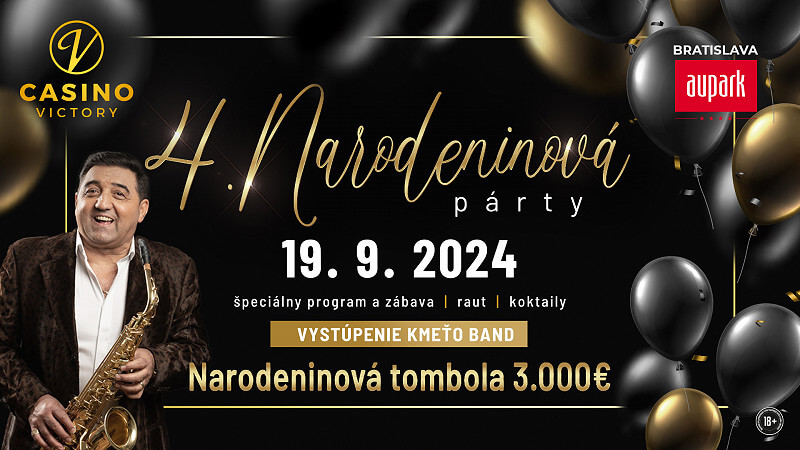 V
CASINO
VICTORY
BRATISLAVA
aupark
4. Narodeninová
párty
19. 9. 2024
špeciálny program a zábava | raut | koktaily
VYSTÚPENIE KMEŤO BAND
Narodeninová tombola 3.000€
18+